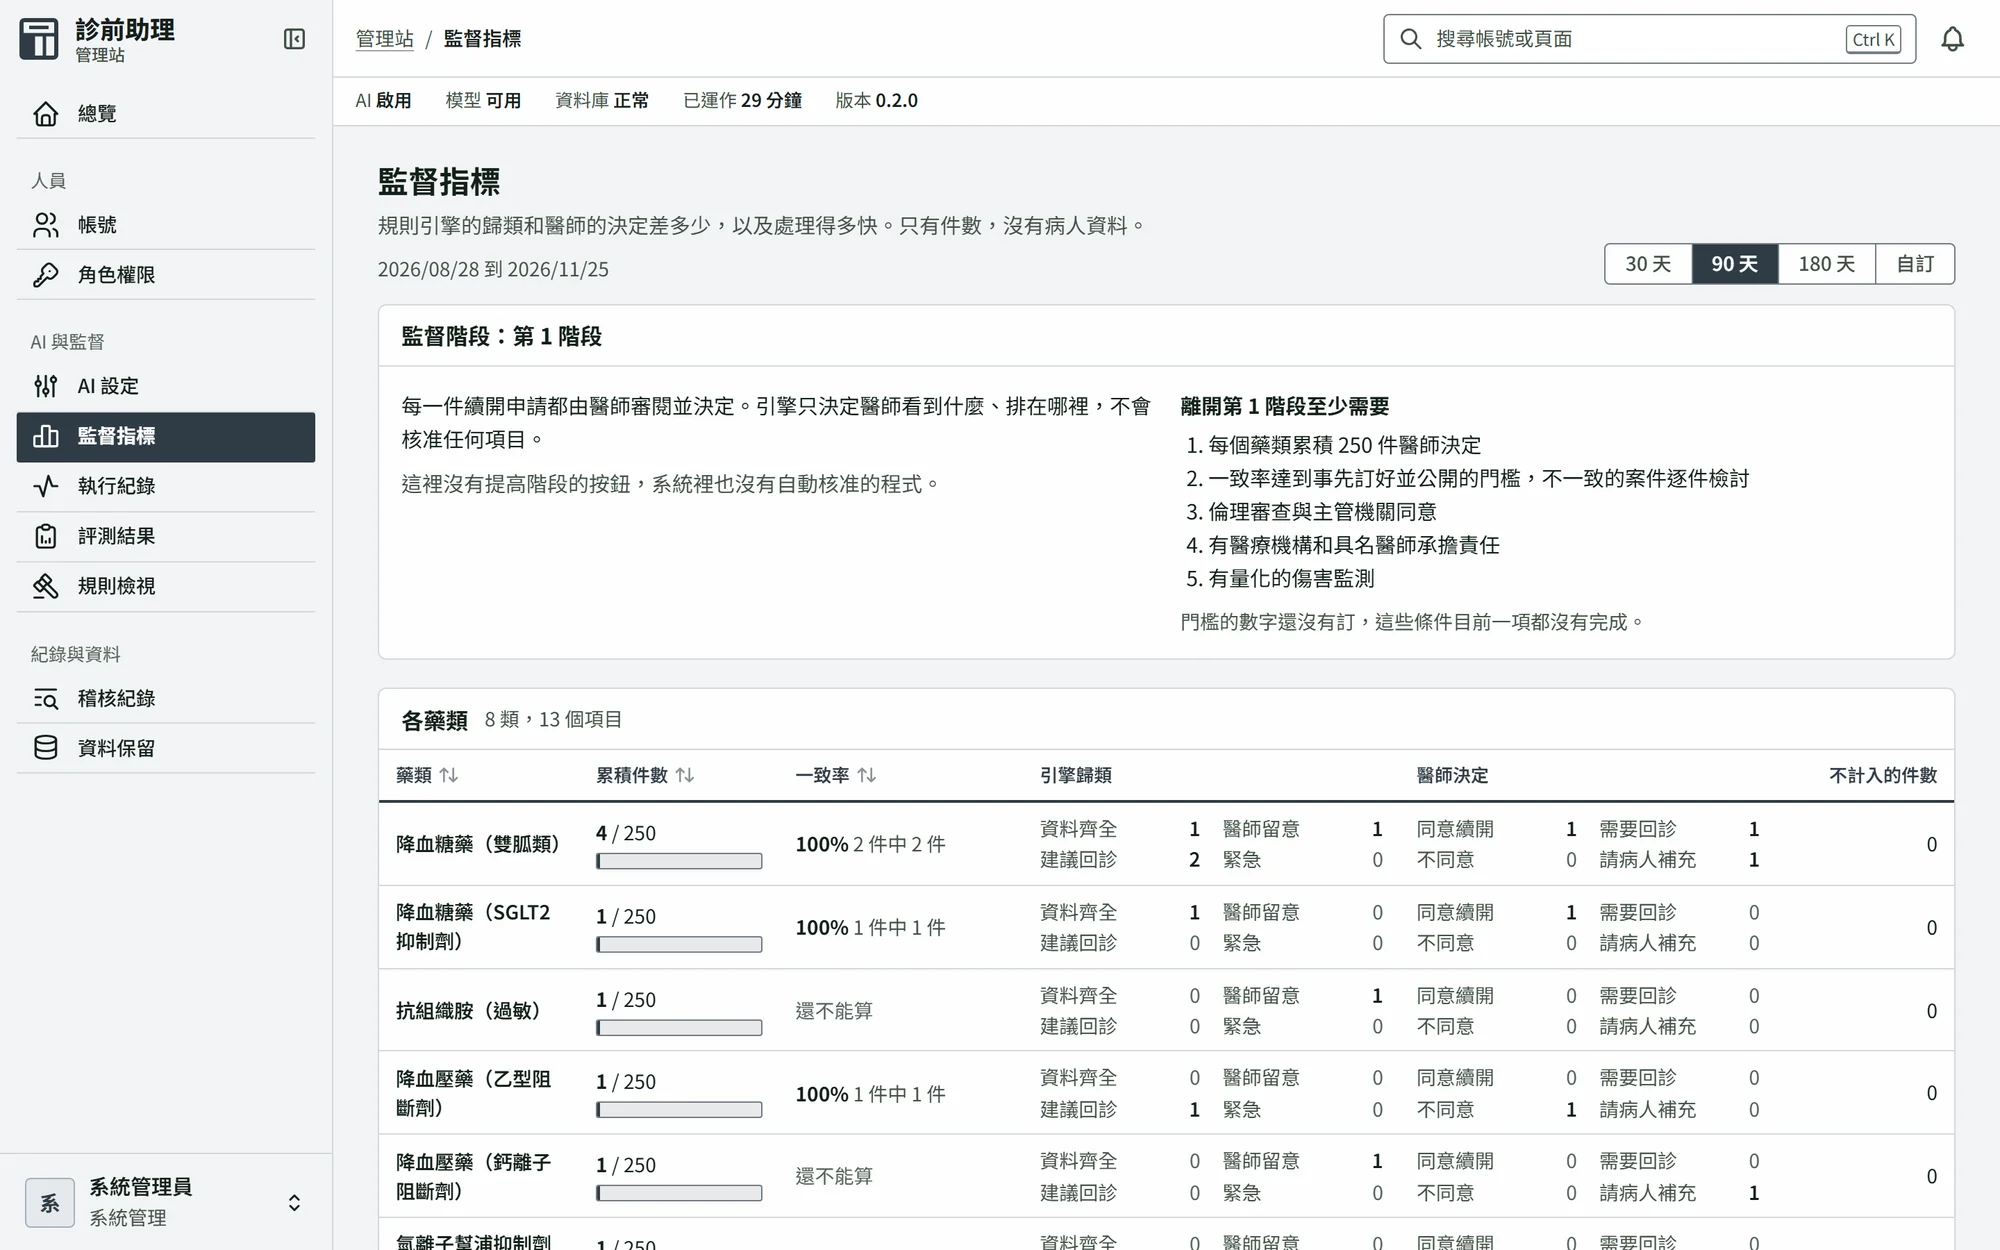 診前助理
管理站
總覽
人員
帳號
角色權限
AI 與監督
AI 設定
監督指標
執行紀錄
評測結果
規則檢視
紀錄與資料
稽核紀錄
資料保留
系
系統管理員
系統管理
管理站 / 監督指標
搜尋帳號或頁面 Ctrl K
AI 啟用 模型 可用 資料庫 正常 已運作 29 分鐘 版本 0.2.0
監督指標
規則引擎的歸類和醫師的決定差多少，以及處理得多快。只有件數，沒有病人資料。
2026/08/28 到 2026/11/25
30 天 90 天 180 天 自訂
監督階段：第 1 階段
每一件續開申請都由醫師審閱並決定。引擎只決定醫師看到什麼、排在哪裡，不會
核准任何項目。
這裡沒有提高階段的按鈕，系統裡也沒有自動核准的程式。
離開第 1 階段至少需要
1. 每個藥類累積 250 件醫師決定
2. 一致率達到事先訂好並公開的門檻，不一致的案件逐件檢討
3. 倫理審查與主管機關同意
4. 有醫療機構和具名醫師承擔責任
5. 有量化的傷害監測
門檻的數字還沒有訂，這些條件目前一項都沒有完成。
各藥類 8 類，13 個項目
藥類 累積件數 一致率 引擎歸類 醫師決定 不計入的件數
降血糖藥（雙胍類） 4 / 250 100% 2 件中 2 件 資料齊全 1 醫師留意 1 同意續開 1 需要回診 1 0
建議回診 2 緊急 0 不同意 0 請病人補充 1
降血糖藥（SGLT2 1 / 250 100% 1 件中 1 件 資料齊全 1 醫師留意 0 同意續開 1 需要回診 0 0
抑制劑） 建議回診 0 緊急 0 不同意 0 請病人補充 0
抗組織胺（過敏） 1 / 250 還不能算 資料齊全 0 醫師留意 1 同意續開 0 需要回診 0 0
建議回診 0 緊急 0 不同意 0 請病人補充 0
降血壓藥（乙型阻 1 / 250 100% 1 件中 1 件 資料齊全 0 醫師留意 0 同意續開 0 需要回診 0 0
斷劑） 建議回診 1 緊急 0 不同意 1 請病人補充 0
降血壓藥（鈣離子 1 / 250 還不能算 資料齊全 0 醫師留意 1 同意續開 0 需要回診 0 0
阻斷劑） 建議回診 0 緊急 0 不同意 0 請病人補充 1
氫離子幫浦抑制劑 1 / 250 資料齊全 0 醫師留意 1 同意續開 0 需要回診 0